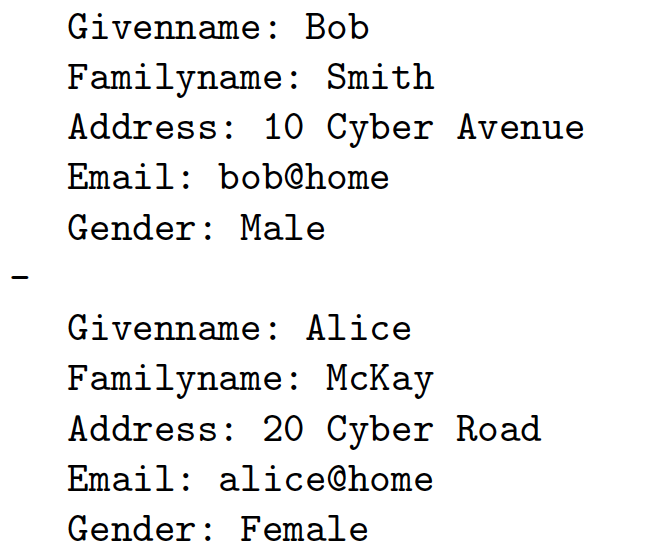 Givenname: Bob
Familyname: Smith
Address: 10 Cyber Avenue
Email: bob@home
Gender: Male
-
Givenname: Alice
Familyname: McKay
Address: 20 Cyber Road
Email: alice@home
Gender: Female